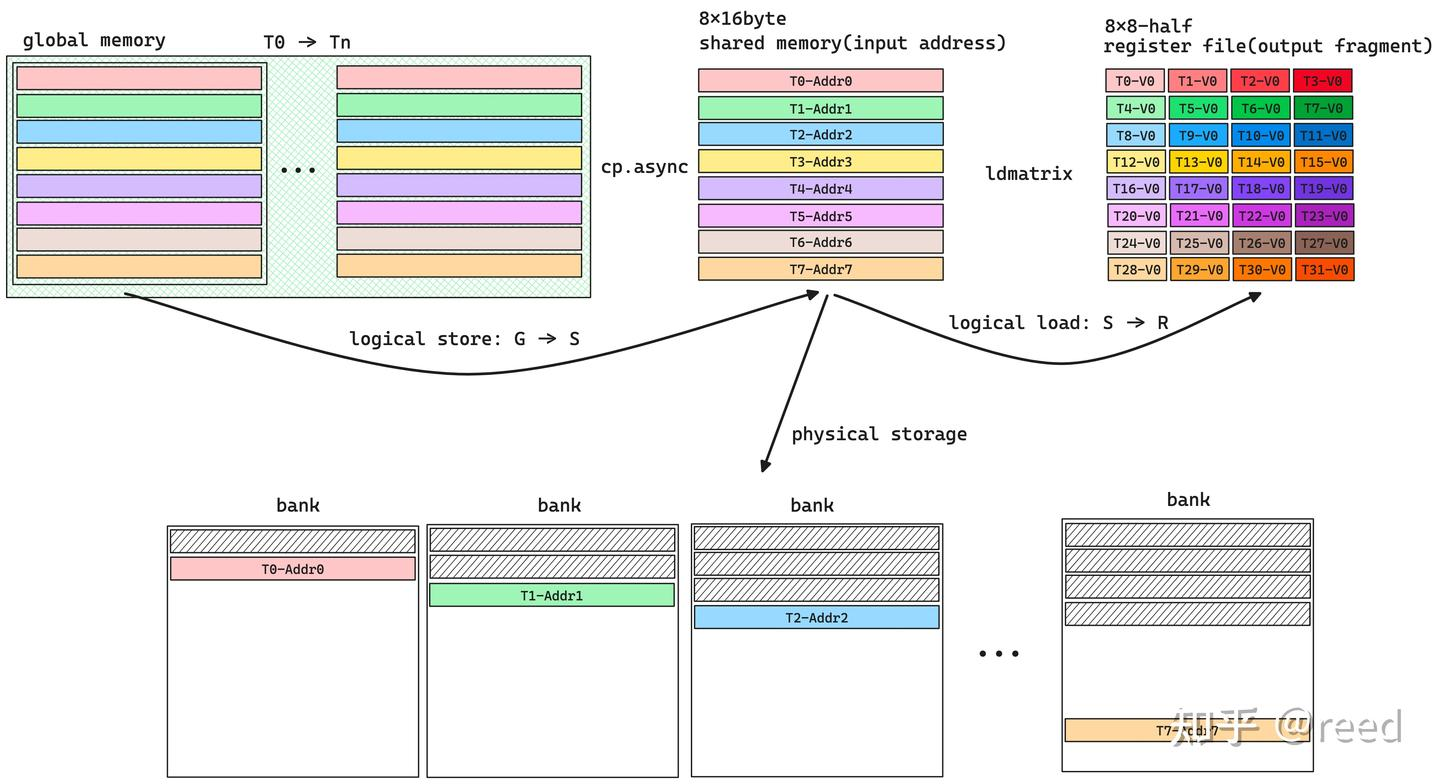 global memory
T0 → Tn
8×16byte
shared memory(input address)
8×8-half
register file(output fragment)
T0-Addr0
T1-Addr1
T2-Addr2
T3-Addr3
T4-Addr4
T5-Addr5
T6-Addr6
T7-Addr7
cp.async
ldmatrix
T0-V0 T1-V0 T2-V0 T3-V0
T4-V0 T5-V0 T6-V0 T7-V0
T8-V0 T9-V0 T10-V0 T11-V0
T12-V0 T13-V0 T14-V0 T15-V0
T16-V0 T17-V0 T18-V0 T19-V0
T20-V0 T21-V0 T22-V0 T23-V0
T24-V0 T25-V0 T26-V0 T27-V0
T28-V0 T29-V0 T30-V0 T31-V0
logical store: G → S
logical load: S → R
physical storage
bank
bank
bank
bank
T0-Addr0
T1-Addr1
T2-Addr2
T7-Addr7
知乎 @reed